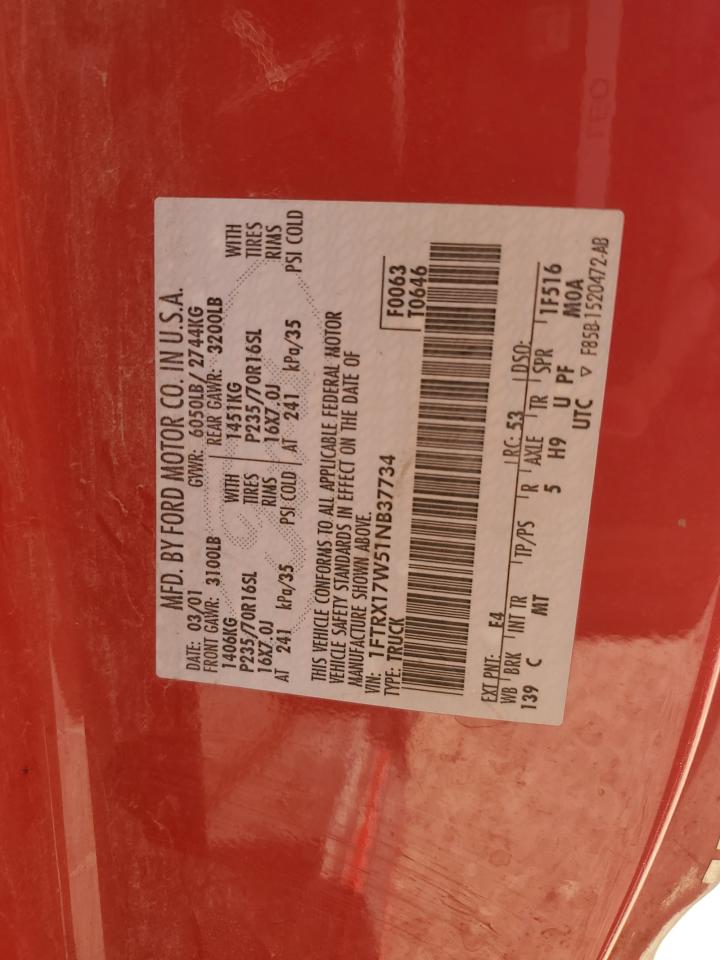 MFD. BY FORD MOTOR CO. IN U.S.A.
DATE: 03/01 GVWR: 6050LB/ 2744KG
FRONT GAWR: 3100LB REAR GAWR: 3200LB
1406KG WITH 1451KG WITH
P235/70R16SL TIRES P235/70R16SL TIRES
16X7.0J RIMS 16X7.0J RIMS
AT 241 kPa/35 PSI COLD AT 241 kPa/35 PSI COLD
THIS VEHICLE CONFORMS TO ALL APPLICABLE FEDERAL MOTOR
VEHICLE SAFETY STANDARDS IN EFFECT ON THE DATE OF
MANUFACTURE SHOWN ABOVE.
VIN: 1FTRX17W51NB37734 F0063
TYPE: TRUCK T0646
EXT PNT: E4 RC: 53 DSO:
WB BRK INT TR TP/PS R AXLE TR SPR 1F516
139 C MT 5 H9 U PF M0A
UTC ▽ F85B-1520472-AB